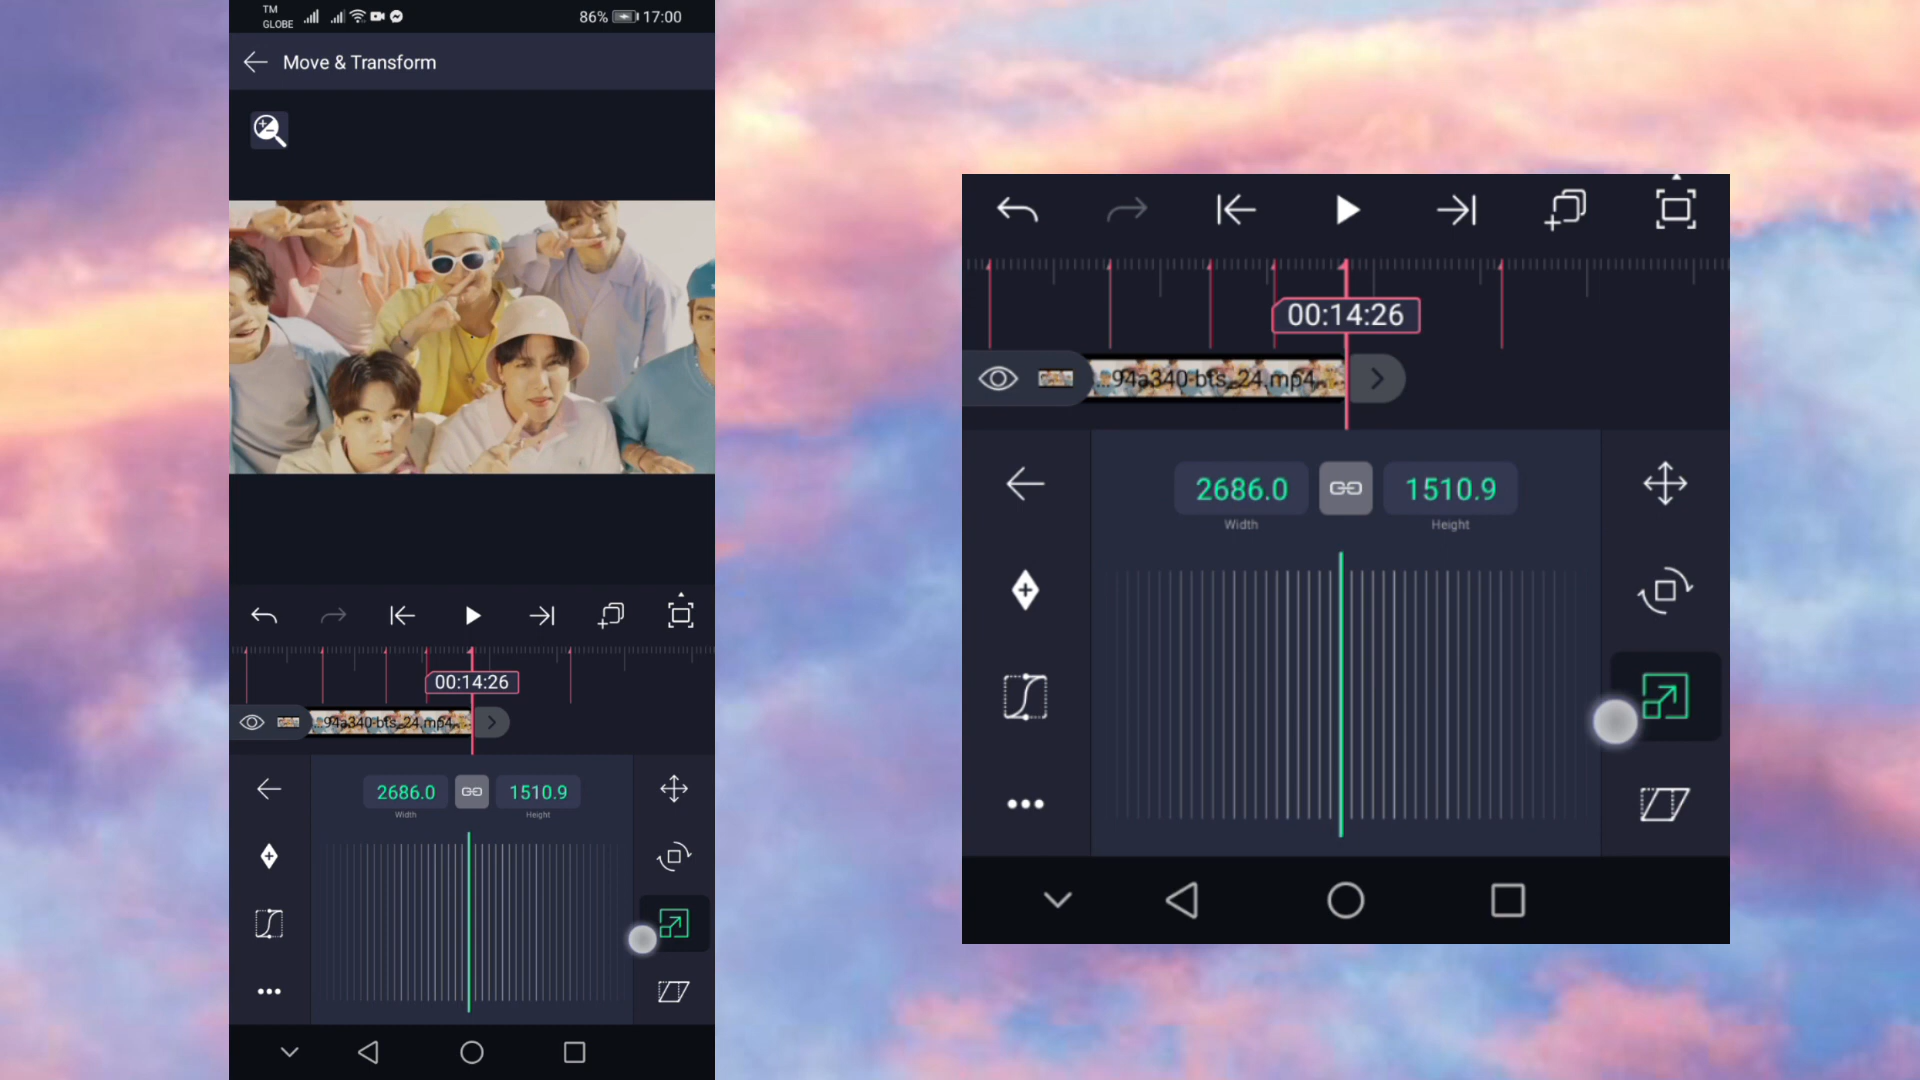 TM
GLOBE
86%
17:00
Move & Transform
00:14:26
...94a340-bts_24.mp4...
2686.0
1510.9
Width
Height
00:14:26
...94a340-bts_24.mp4...
2686.0
1510.9
Width
Height